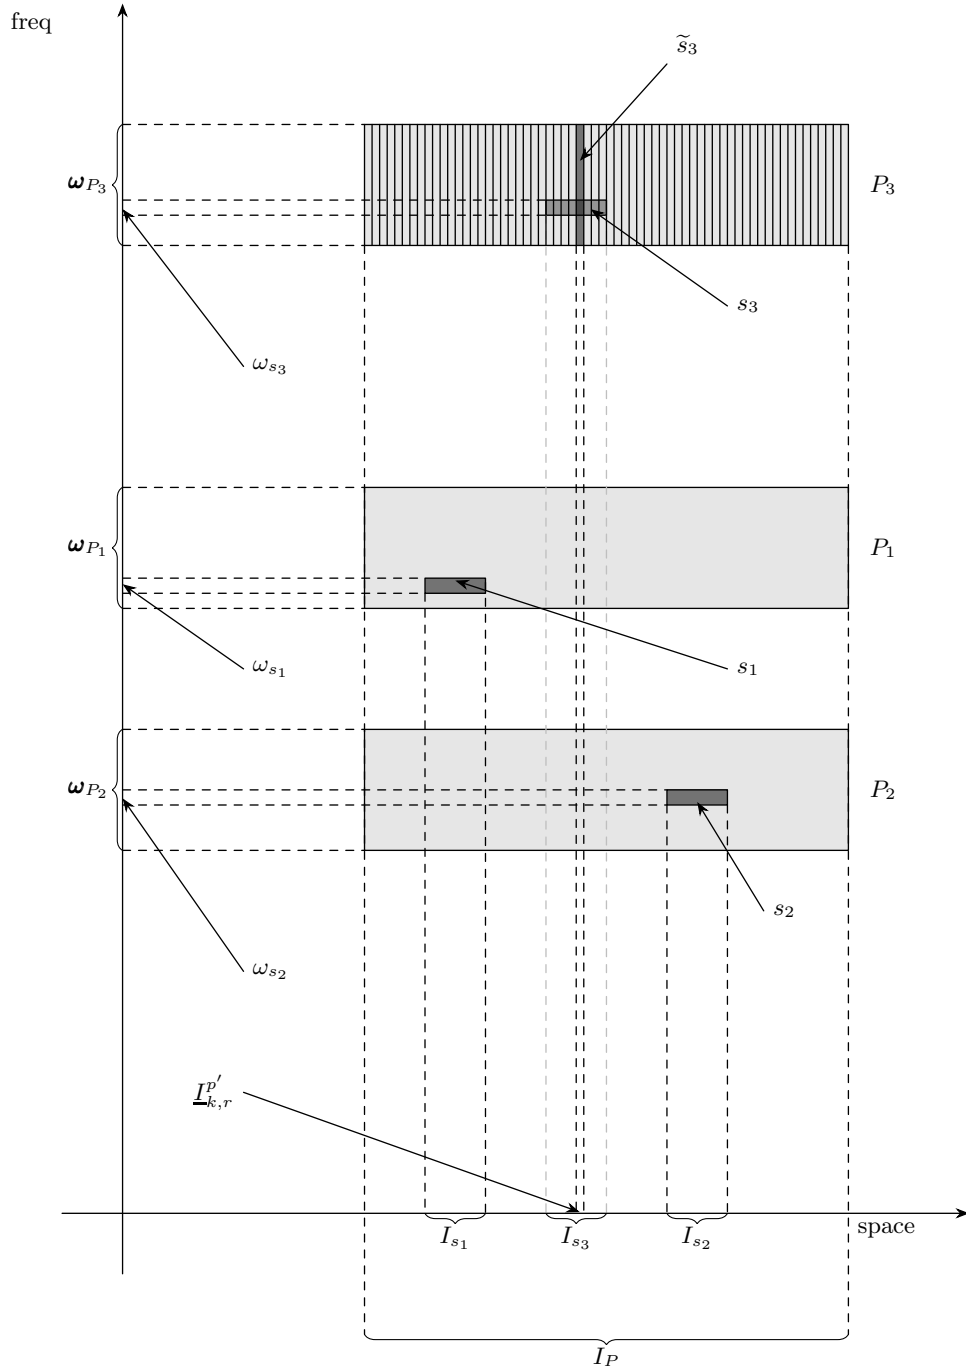 freq
s̃₃
𝝎_{P₃}
P₃
s₃
ω_{s₃}
𝝎_{P₁}
P₁
ω_{s₁}
s₁
𝝎_{P₂}
P₂
s₂
ω_{s₂}
I̲^{p′}_{k,r}
space
I_{s₁}
I_{s₃}
I_{s₂}
I_P